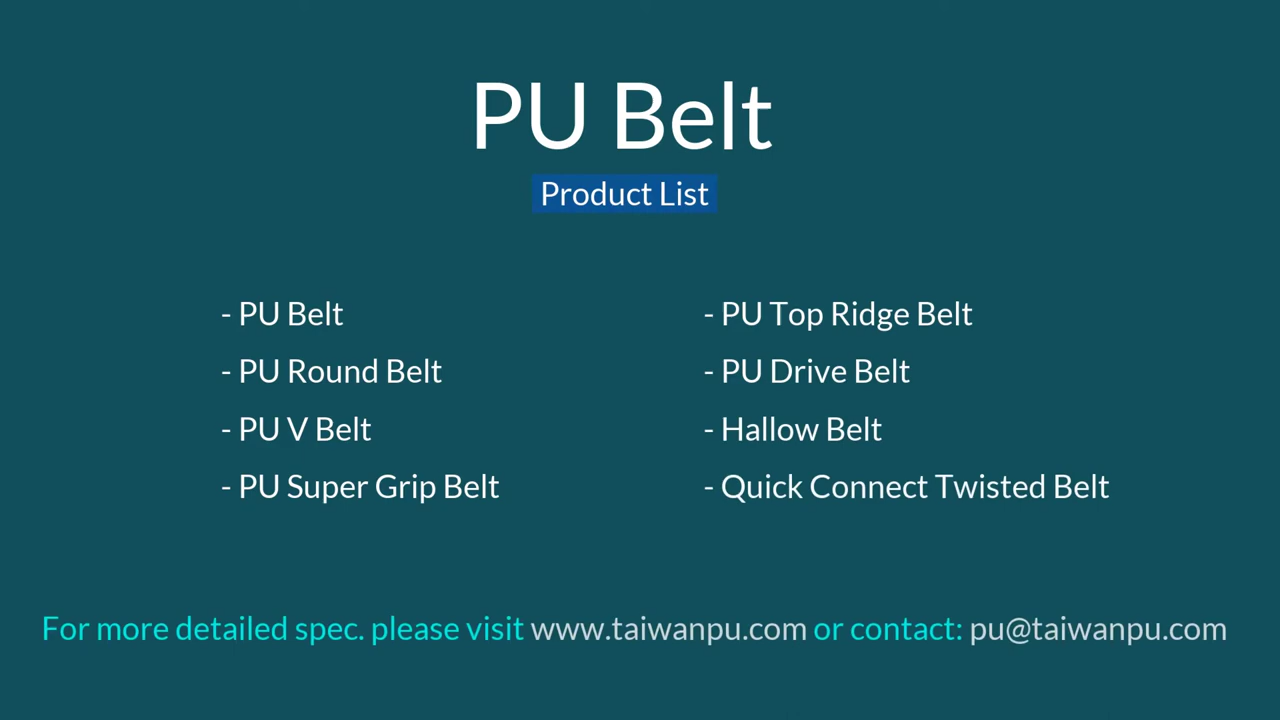 PU Belt
Product List
- PU Belt
- PU Round Belt
- PU V Belt
- PU Super Grip Belt
- PU Top Ridge Belt
- PU Drive Belt
- Hallow Belt
- Quick Connect Twisted Belt
For more detailed spec. please visit www.taiwanpu.com or contact: pu@taiwanpu.com